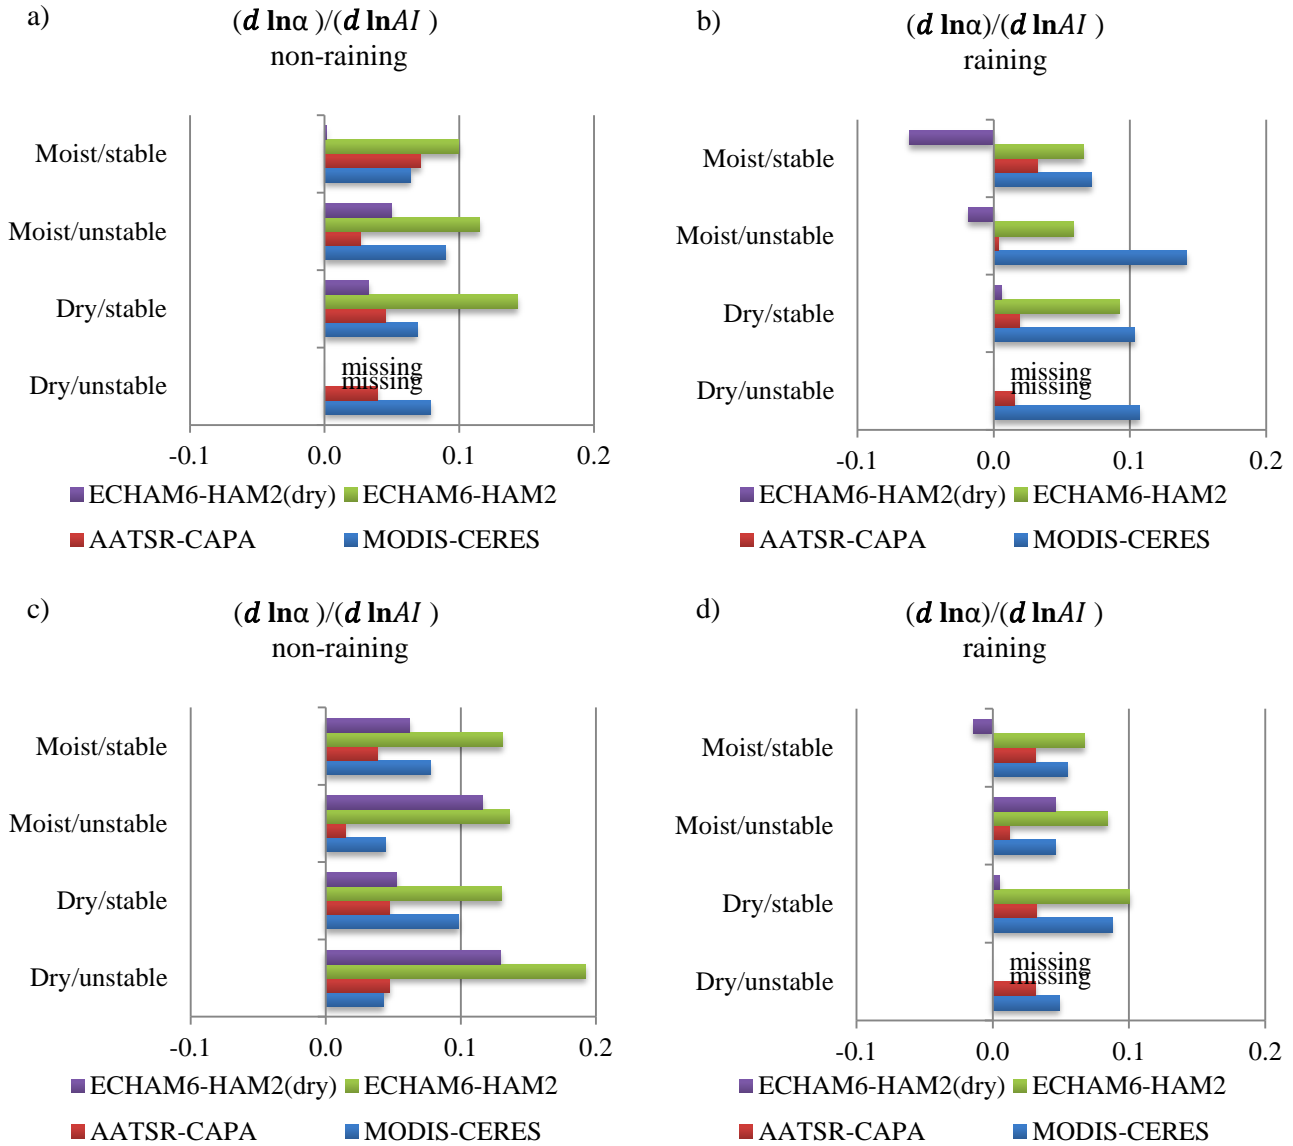 a)
(d lnα )/(d lnAI )
non-raining
Moist/stable
Moist/unstable
Dry/stable
Dry/unstable
missing
missing
-0.1 0.0 0.1 0.2
ECHAM6-HAM2(dry) ECHAM6-HAM2
AATSR-CAPA MODIS-CERES
b)
(d lnα)/(d lnAI )
raining
Moist/stable
Moist/unstable
Dry/stable
Dry/unstable
missing
missing
-0.1 0.0 0.1 0.2
ECHAM6-HAM2(dry) ECHAM6-HAM2
AATSR-CAPA MODIS-CERES
c)
(d lnα )/(d lnAI )
non-raining
Moist/stable
Moist/unstable
Dry/stable
Dry/unstable
-0.1 0.0 0.1 0.2
ECHAM6-HAM2(dry) ECHAM6-HAM2
AATSR-CAPA MODIS-CERES
d)
(d lnα)/(d lnAI )
raining
Moist/stable
Moist/unstable
Dry/stable
Dry/unstable
missing
missing
-0.1 0.0 0.1 0.2
ECHAM6-HAM2(dry) ECHAM6-HAM2
AATSR-CAPA MODIS-CERES